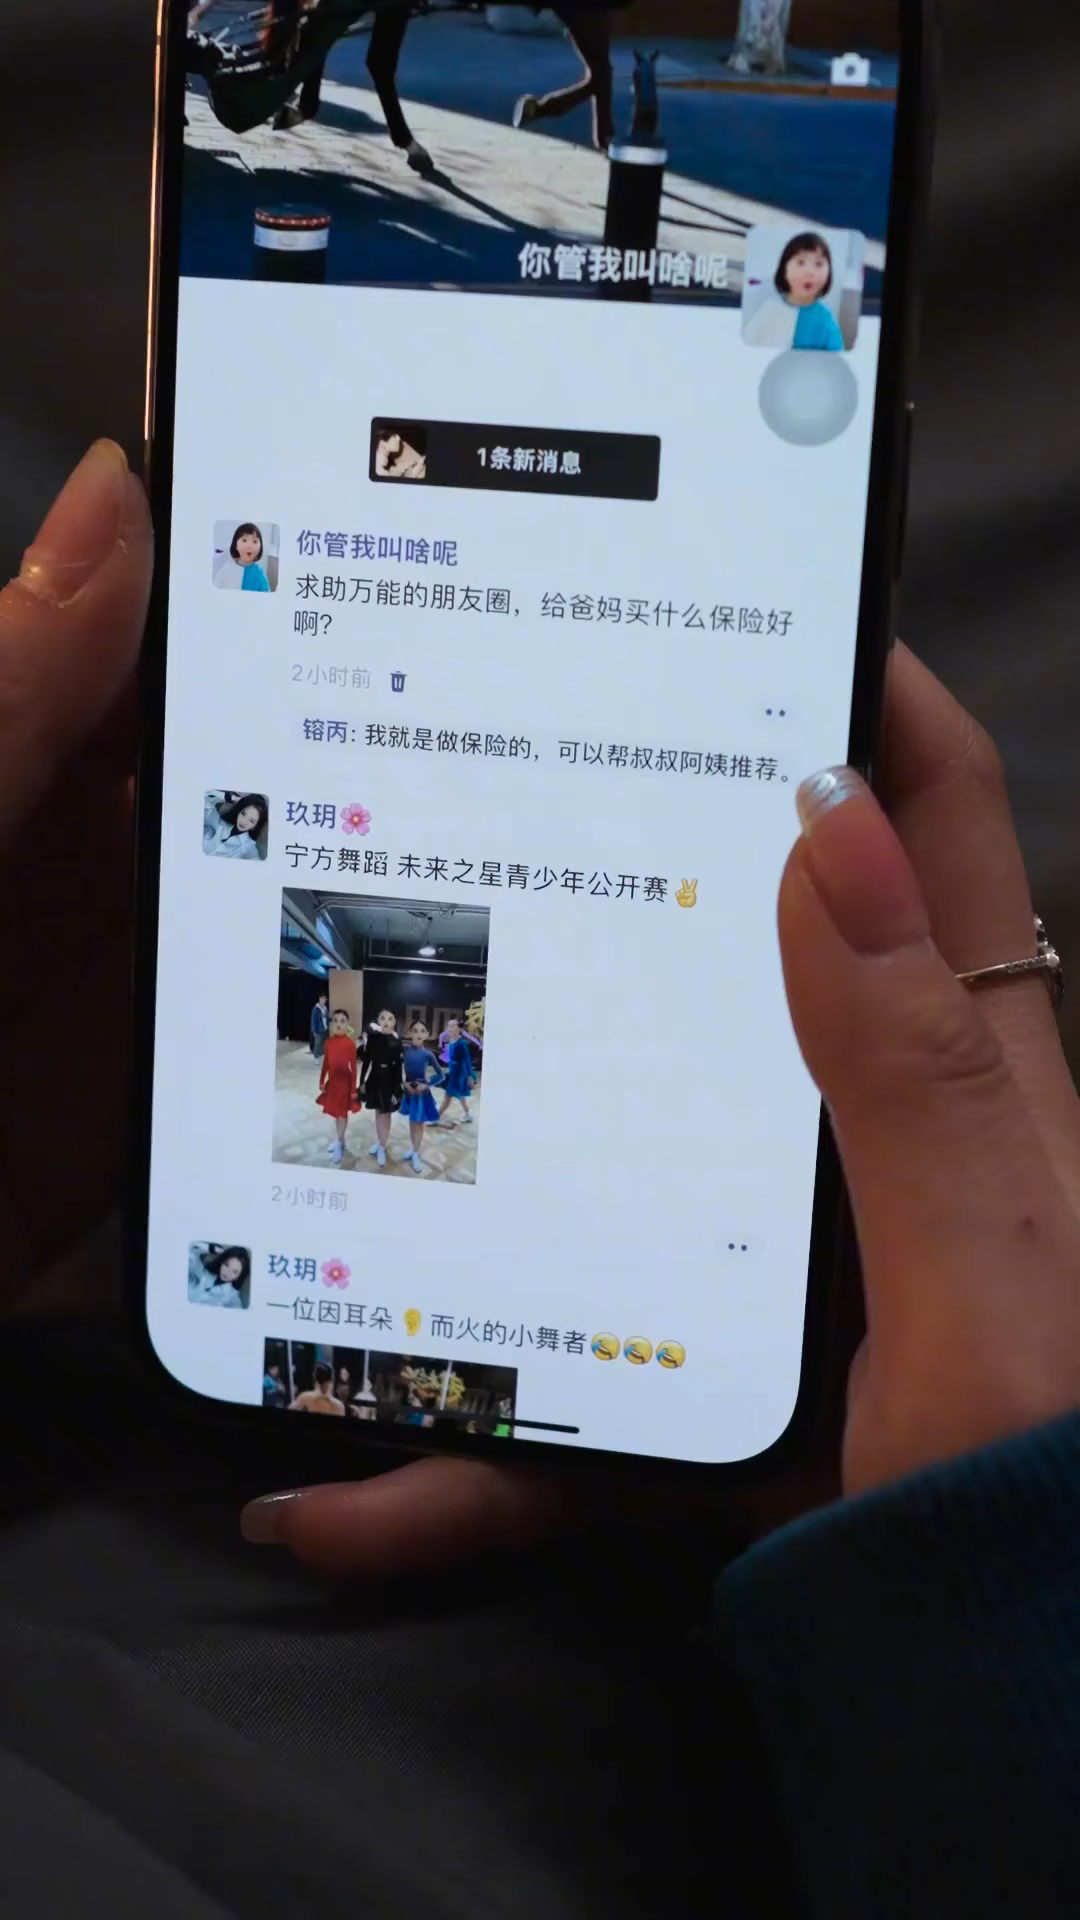 你管我叫啥呢
1条新消息
你管我叫啥呢
求助万能的朋友圈，给爸妈买什么保险好
啊?
2小时前
镕丙: 我就是做保险的，可以帮叔叔阿姨推荐。
玖玥🌸
宁方舞蹈 未来之星青少年公开赛✌
2小时前
玖玥🌸
一位因耳朵👂而火的小舞者😂😂😂